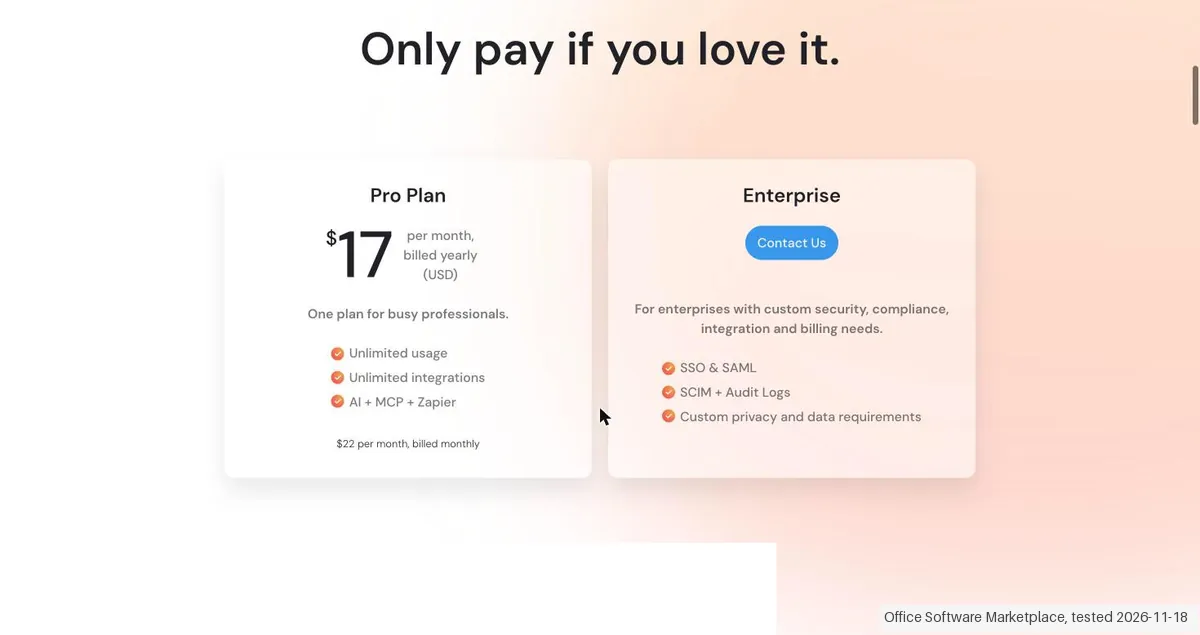 Only pay if you love it.
Pro Plan
$17
per month,
billed yearly
(USD)
One plan for busy professionals.
Unlimited usage
Unlimited integrations
AI + MCP + Zapier
$22 per month, billed monthly
Enterprise
Contact Us
For enterprises with custom security, compliance,
integration and billing needs.
SSO & SAML
SCIM + Audit Logs
Custom privacy and data requirements
Office Software Marketplace, tested 2026-11-18